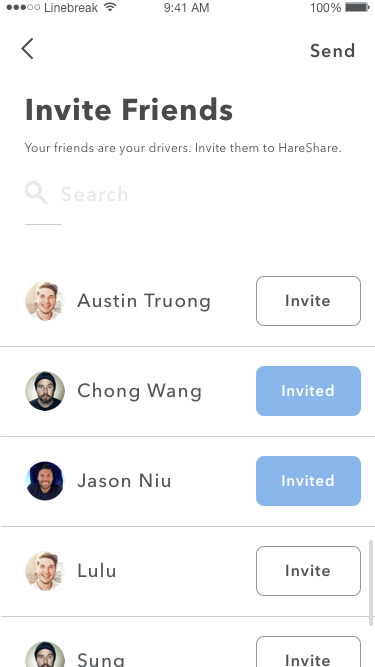 Linebreak 9:41 AM 100%
Send
Invite Friends
Your friends are your drivers. Invite them to HareShare.
Search
Austin Truong Invite
Chong Wang Invited
Jason Niu Invited
Lulu Invite
Sung Invite